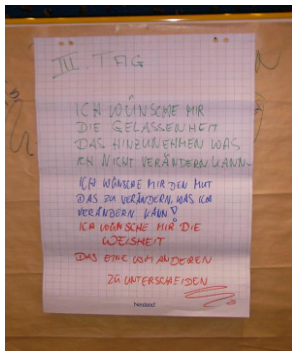 III. TAG
ICH WÜNSCHE MIR
DIE GELASSENHEIT
DAS HINZUNEHMEN WAS
ICH NICHT VERÄNDERN KANN.
ICH WÜNSCHE MIR DEN MUT
DAS ZU VERÄNDERN, WAS ICH
VERÄNDERN KANN!
ICH WÜNSCHE MIR DIE
WEISHEIT
DAS EINE VOM ANDEREN
ZU UNTERSCHEIDEN
Neuland